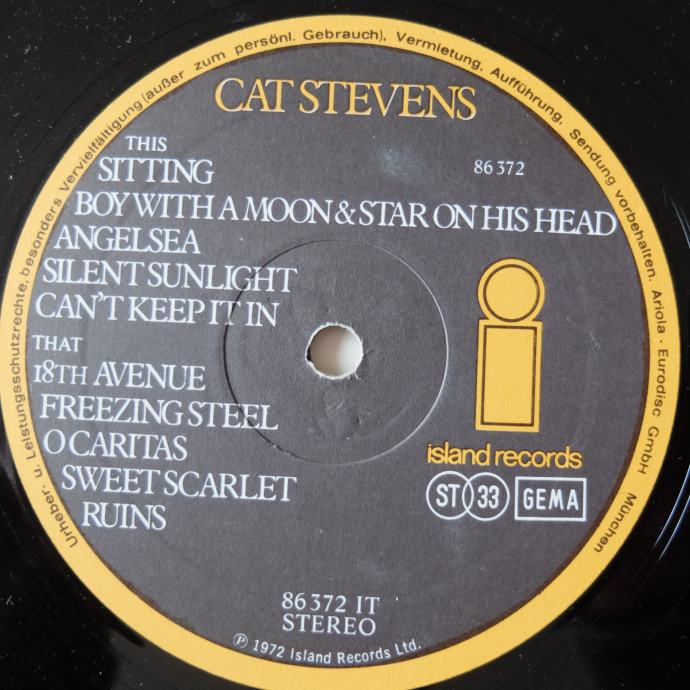 Urheber- u. Leistungsschutzrechte, besonders Vervielfältigung (außer zum persönl. Gebrauch), Vermietung, Aufführung, Sendung vorbehalten. Ariola · Eurodisc GmbH München
CAT STEVENS
THIS
86 372
SITTING
BOY WITH A MOON & STAR ON HIS HEAD
ANGELSEA
SILENT SUNLIGHT
CAN'T KEEP IT IN
THAT
18TH AVENUE
FREEZING STEEL
O CARITAS
SWEET SCARLET
RUINS
i
island records
ST 33 GEMA
86 372 IT
STEREO
Ⓟ 1972 Island Records Ltd.